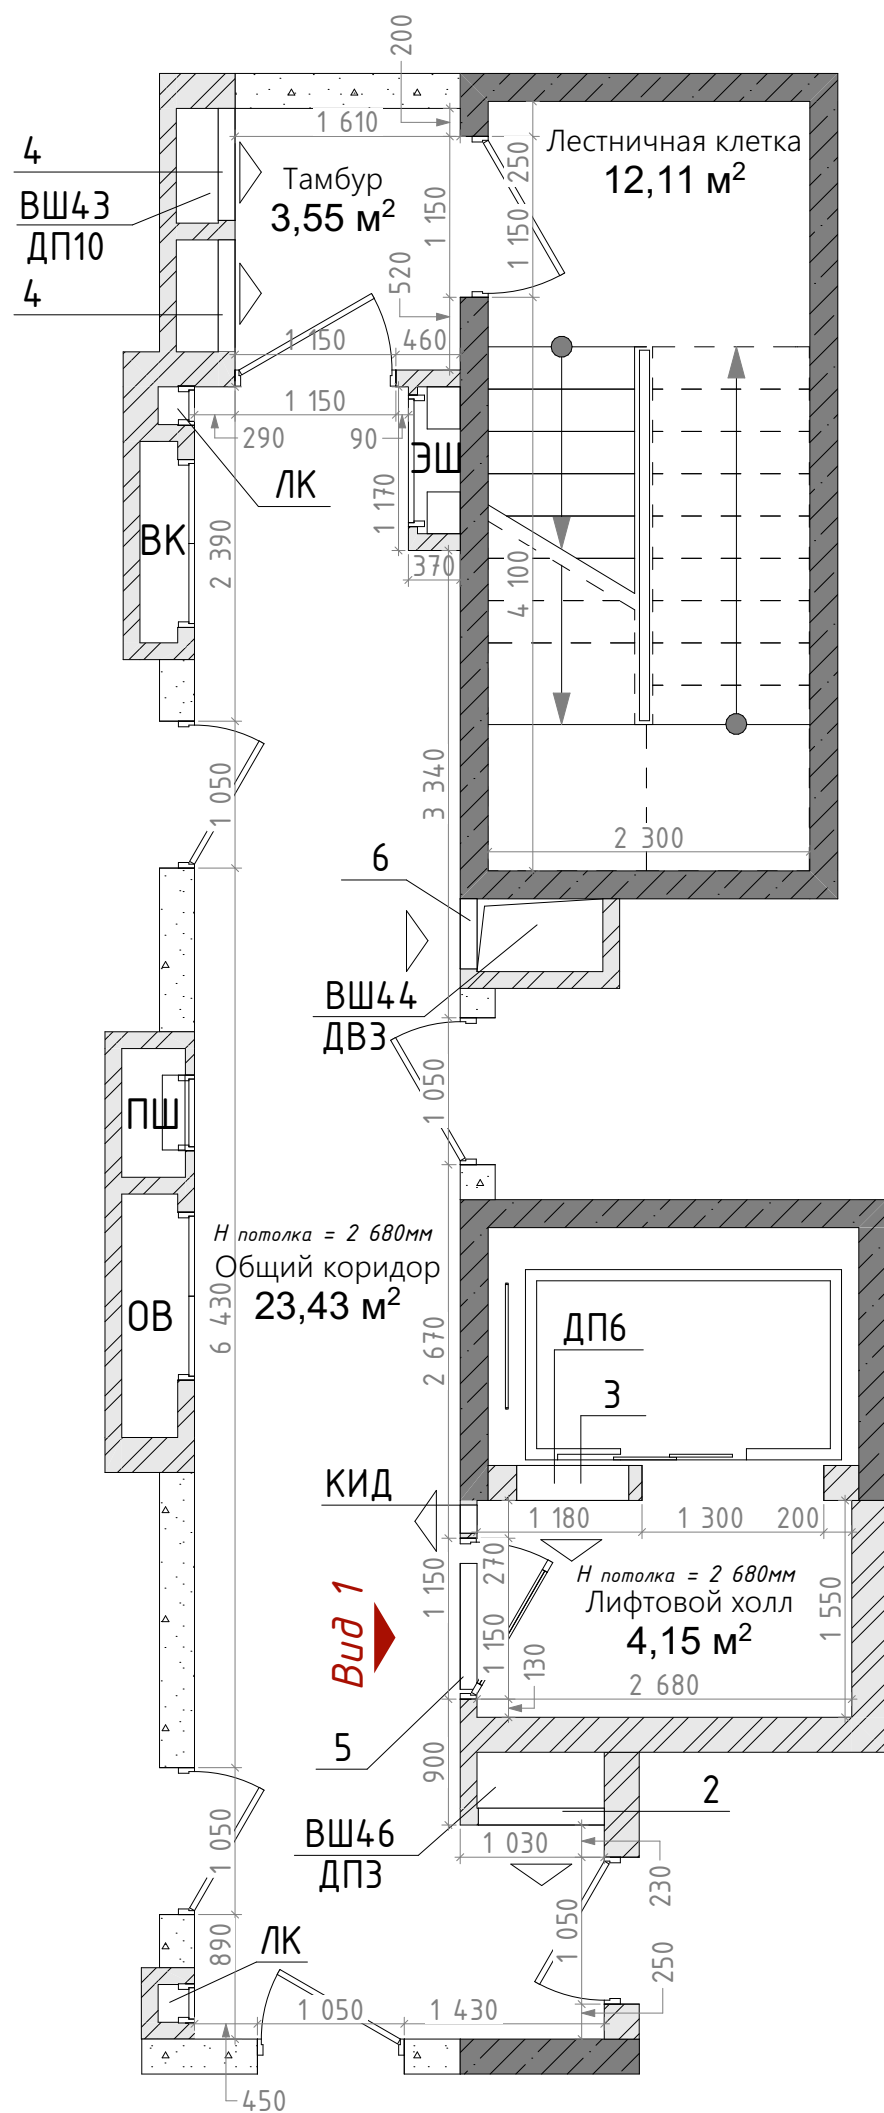 200
1 610
4
ВШ43
ДП10
4
Тамбур
3,55 м²
1 150
520
250
1 150
Лестничная клетка
12,11 м²
1 150
460
1 150
290
90
ЛК
ЭШ
1 170
370
ВК
2 390
4 100
1 050
3 340
2 300
6
ВШ44
ДВ3
1 050
ПШ
Н потолка = 2 680мм
Общий коридор
23,43 м²
ОВ
6 430
2 670
ДП6
3
КИД
1 180
1 300
200
1 150
270
Н потолка = 2 680мм
Лифтовой холл
4,15 м²
1 550
Вид 1
1 150
130
2 680
5
900
2
ВШ46
ДП3
1 030
230
1 050
1 050
250
890
ЛК
1 050
1 430
450